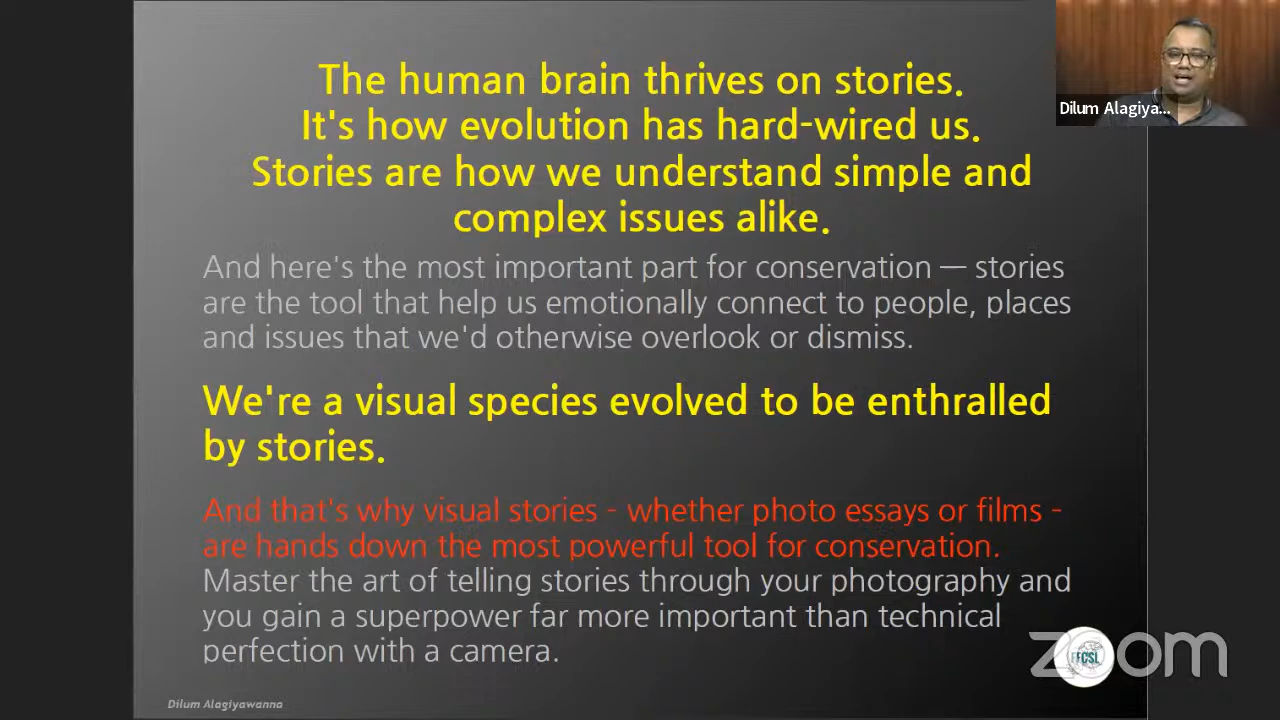 The human brain thrives on stories.
It's how evolution has hard-wired us.
Stories are how we understand simple and
complex issues alike.
Dilum Alagiya...
And here's the most important part for conservation — stories
are the tool that help us emotionally connect to people, places
and issues that we'd otherwise overlook or dismiss.
We're a visual species evolved to be enthralled
by stories.
And that's why visual stories - whether photo essays or films -
are hands down the most powerful tool for conservation.
Master the art of telling stories through your photography and
you gain a superpower far more important than technical
perfection with a camera.
zoom
FFCSL
Dilum Alagiyawanna